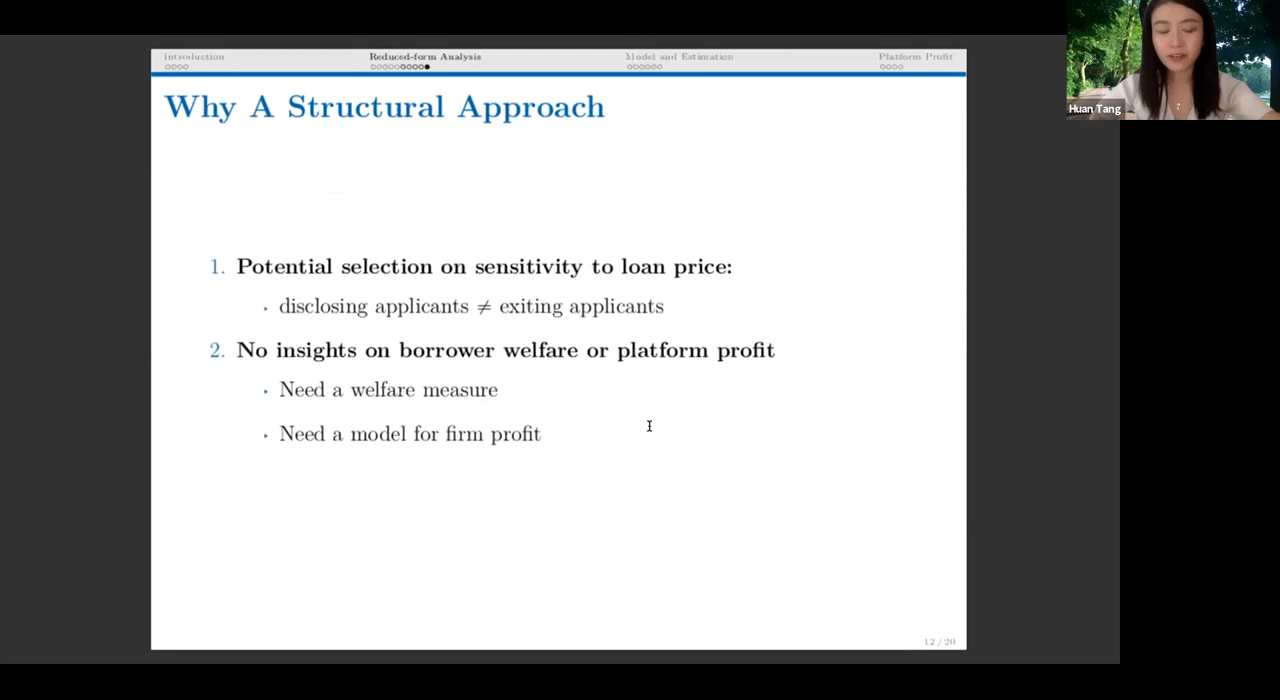 Introduction
Reduced-form Analysis
Model and Estimation
Platform Profit
Why A Structural Approach
1. Potential selection on sensitivity to loan price:
‣ disclosing applicants ≠ exiting applicants
2. No insights on borrower welfare or platform profit
‣ Need a welfare measure
‣ Need a model for firm profit
12 / 20
Huan Tang